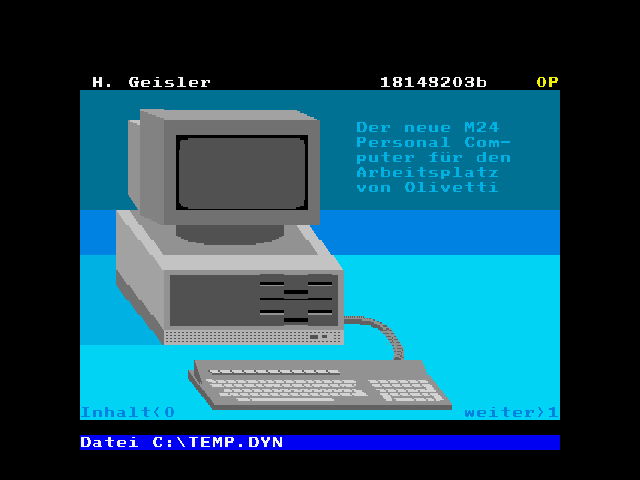 H. Geisler 18148203b OP
Der neue M24
Personal Com-
puter für den
Arbeitsplatz
von Olivetti
Inhalt<0 weiter>1
Datei C:\TEMP.DYN